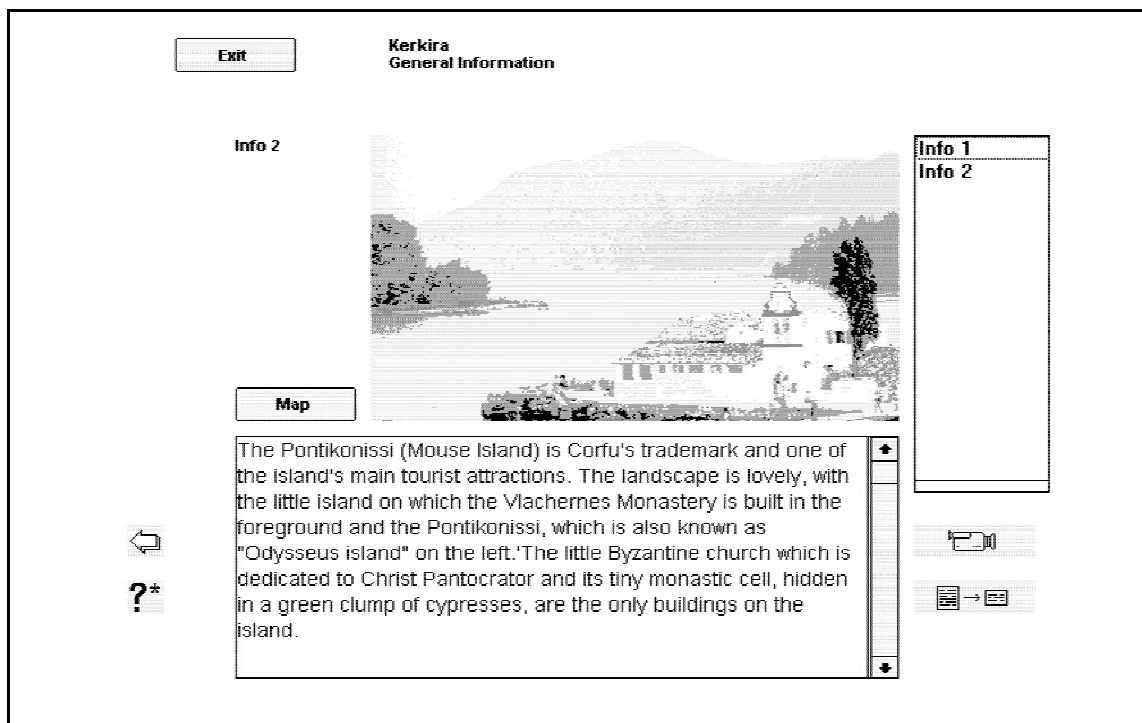 Exit
Kerkira
General Information
Info 2
Info 1
Info 2
Map
The Pontikonissi (Mouse Island) is Corfu's trademark and one of
the island's main tourist attractions. The landscape is lovely, with
the little island on which the Vlachernes Monastery is built in the
foreground and the Pontikonissi, which is also known as
"Odysseus island" on the left.'The little Byzantine church which is
dedicated to Christ Pantocrator and its tiny monastic cell, hidden
in a green clump of cypresses, are the only buildings on the
island.
?*